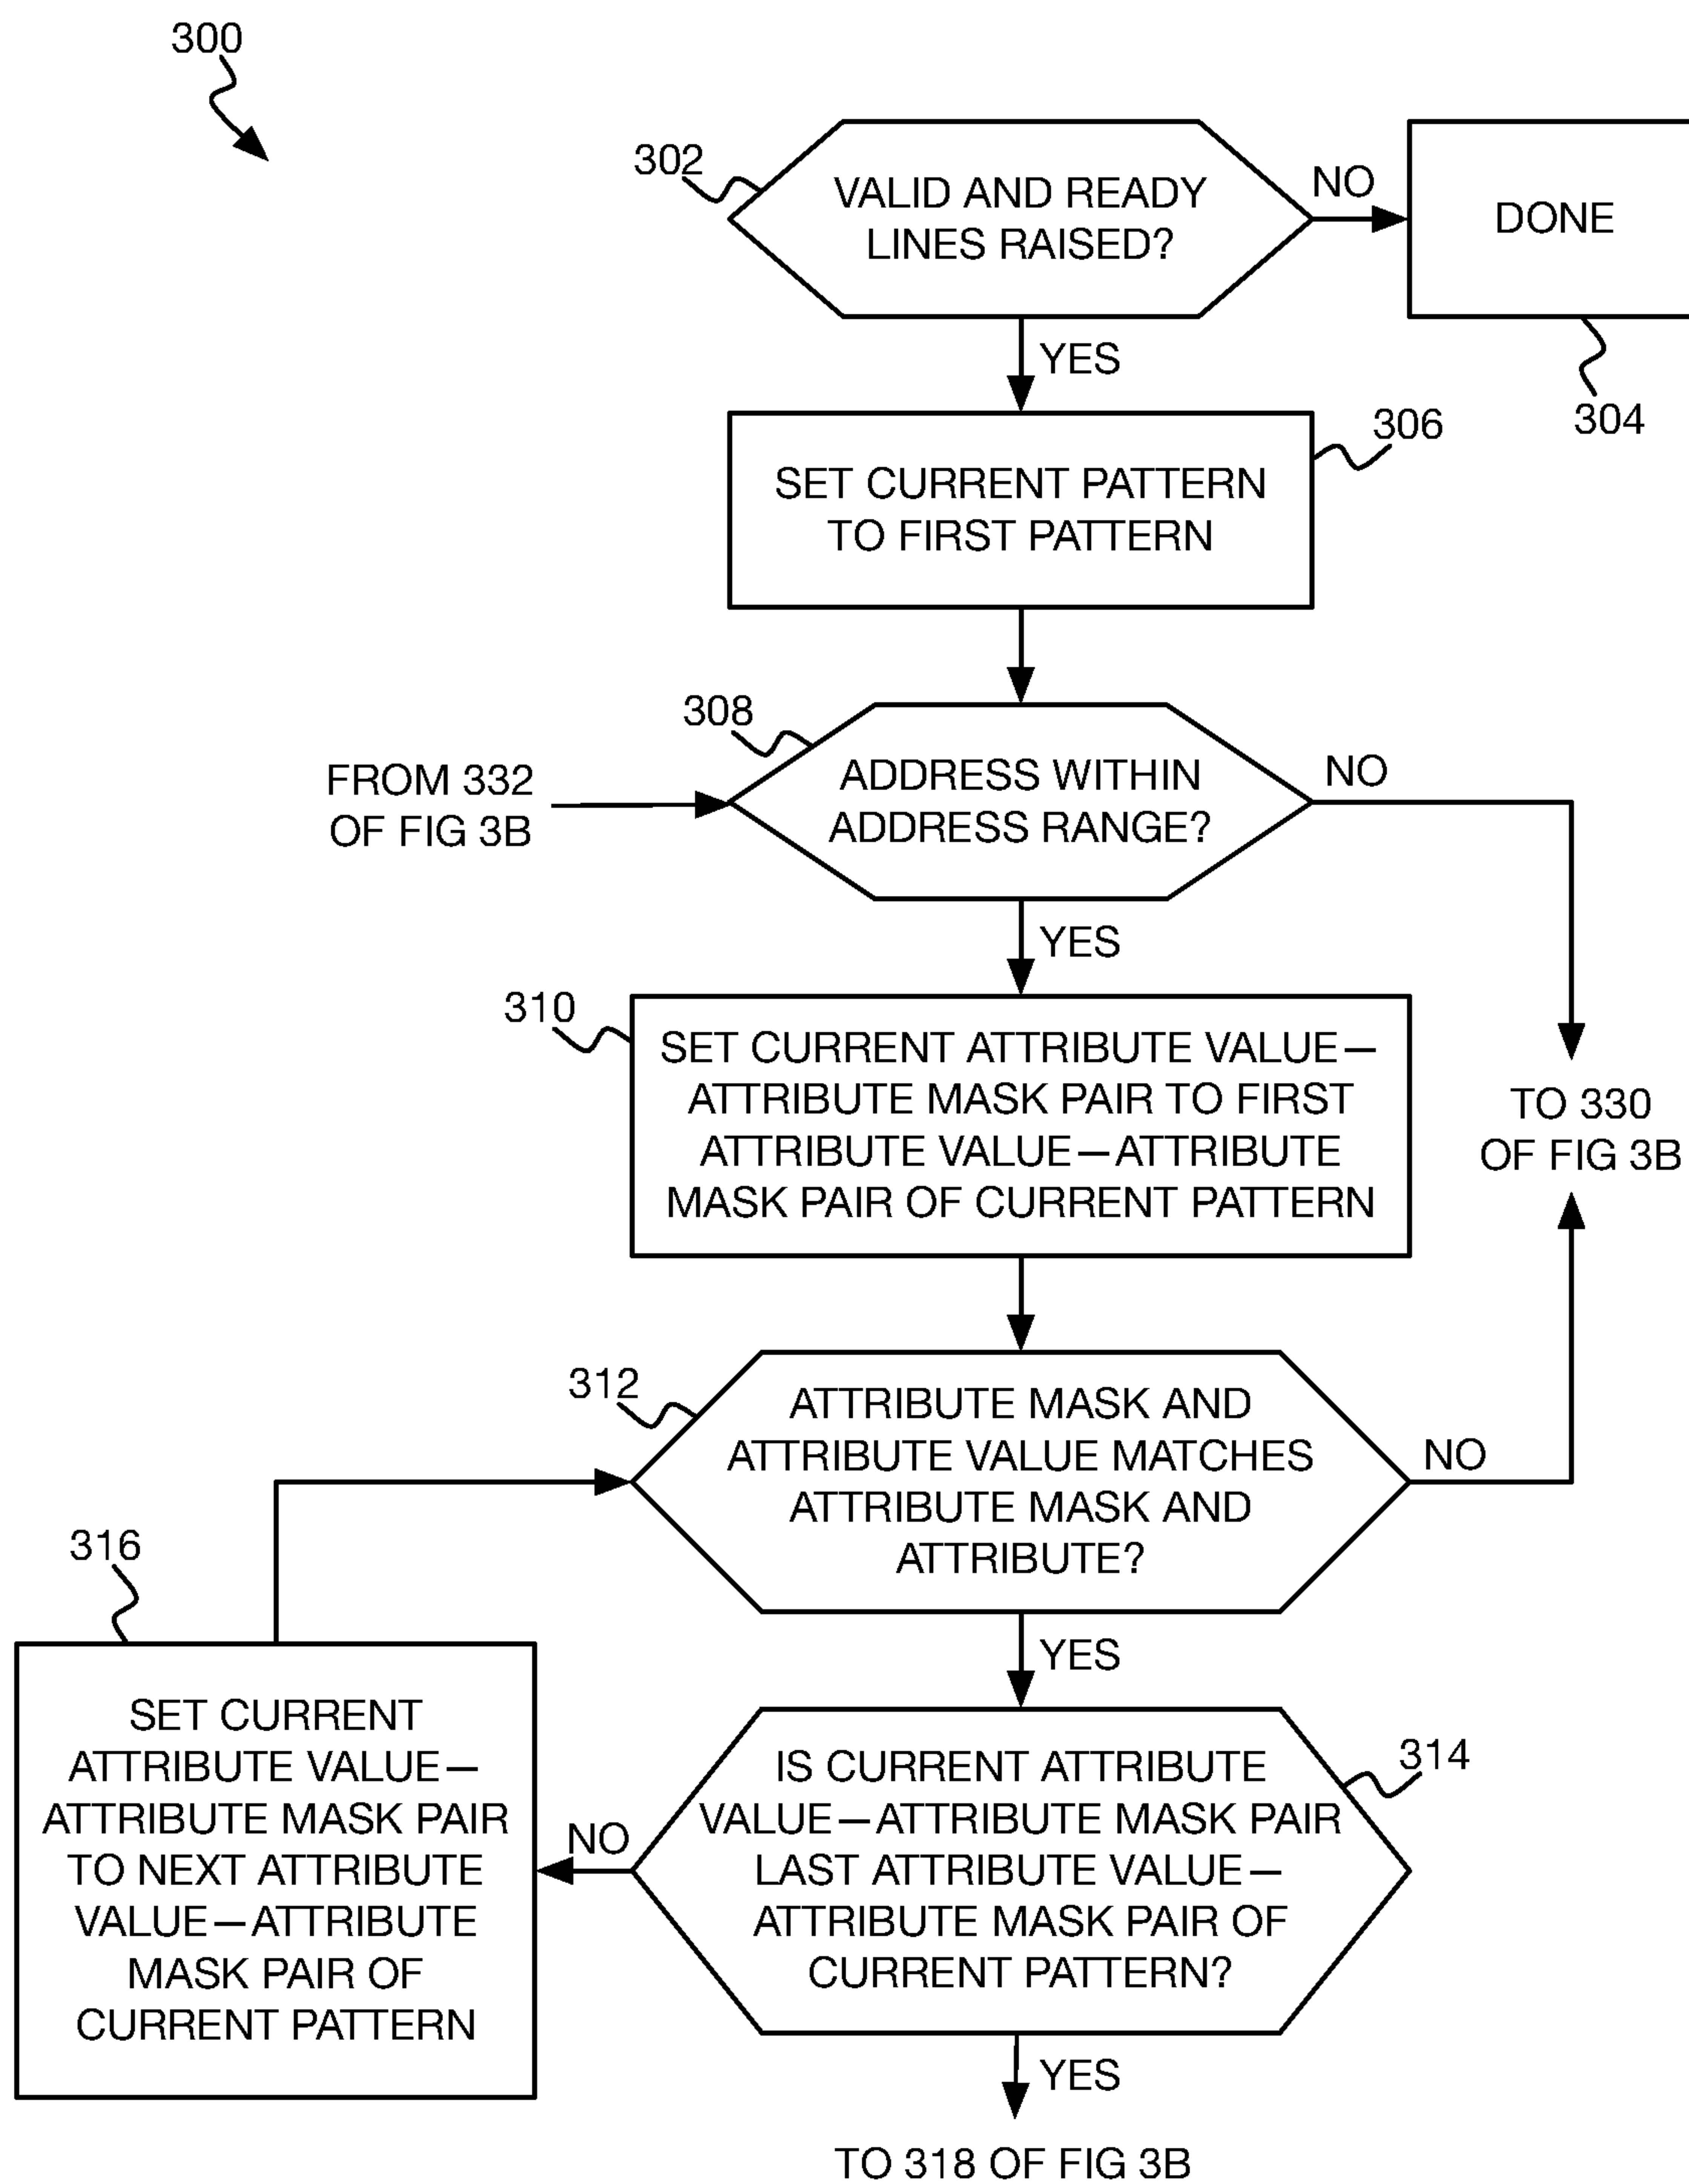 300
302
VALID AND READY
LINES RAISED?
NO
DONE
304
YES
306
SET CURRENT PATTERN
TO FIRST PATTERN
308
FROM 332
OF FIG 3B
ADDRESS WITHIN
ADDRESS RANGE?
NO
YES
310
SET CURRENT ATTRIBUTE VALUE—
ATTRIBUTE MASK PAIR TO FIRST
ATTRIBUTE VALUE—ATTRIBUTE
MASK PAIR OF CURRENT PATTERN
TO 330
OF FIG 3B
312
ATTRIBUTE MASK AND
ATTRIBUTE VALUE MATCHES
ATTRIBUTE MASK AND
ATTRIBUTE?
NO
YES
316
SET CURRENT
ATTRIBUTE VALUE—
ATTRIBUTE MASK PAIR
TO NEXT ATTRIBUTE
VALUE—ATTRIBUTE
MASK PAIR OF
CURRENT PATTERN
NO
IS CURRENT ATTRIBUTE
VALUE—ATTRIBUTE MASK PAIR
LAST ATTRIBUTE VALUE—
ATTRIBUTE MASK PAIR OF
CURRENT PATTERN?
314
YES
TO 318 OF FIG 3B